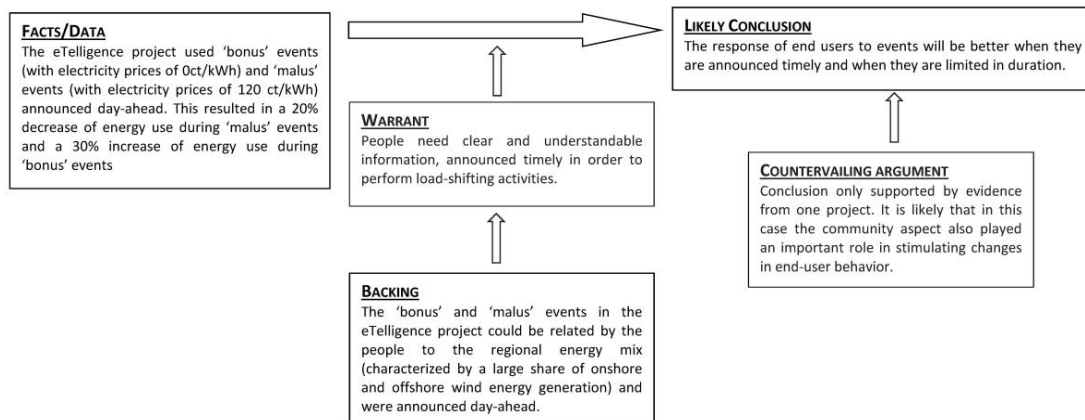 FACTS/DATA
The eTelligence project used ‘bonus’ events
(with electricity prices of 0ct/kWh) and ‘malus’
events (with electricity prices of 120 ct/kWh)
announced day-ahead. This resulted in a 20%
decrease of energy use during ‘malus’ events
and a 30% increase of energy use during
‘bonus’ events
LIKELY CONCLUSION
The response of end users to events will be better when they
are announced timely and when they are limited in duration.
WARRANT
People need clear and understandable
information, announced timely in order to
perform load-shifting activities.
COUNTERVAILING ARGUMENT
Conclusion only supported by evidence
from one project. It is likely that in this
case the community aspect also played
an important role in stimulating changes
in end-user behavior.
BACKING
The ‘bonus’ and ‘malus’ events in the
eTelligence project could be related by the
people to the regional energy mix
(characterized by a large share of onshore
and offshore wind energy generation) and
were announced day-ahead.